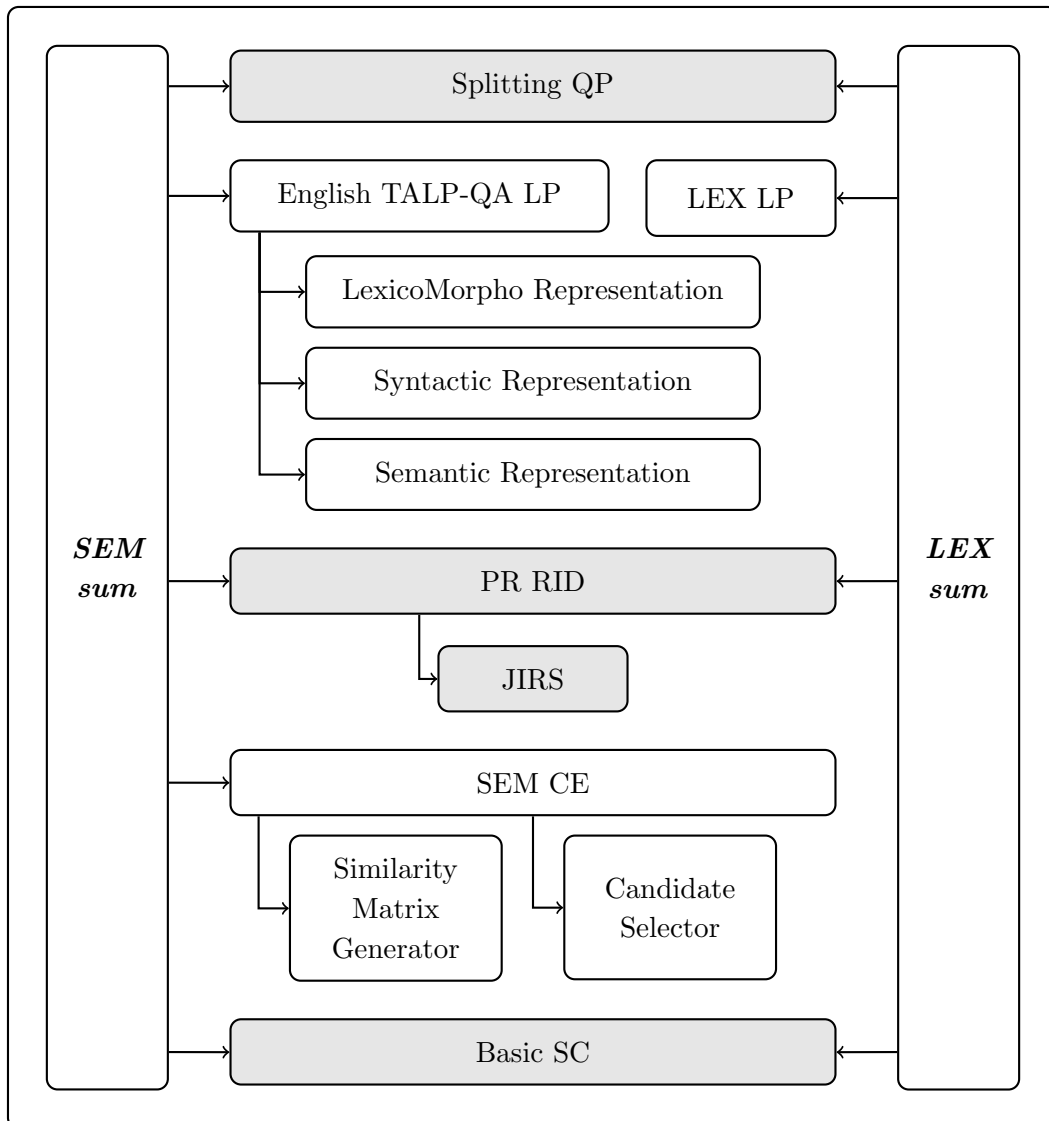 Splitting QP
English TALP-QA LP
LEX LP
LexicoMorpho Representation
Syntactic Representation
Semantic Representation
SEM
sum
LEX
sum
PR RID
JIRS
SEM CE
Similarity
Matrix
Generator
Candidate
Selector
Basic SC